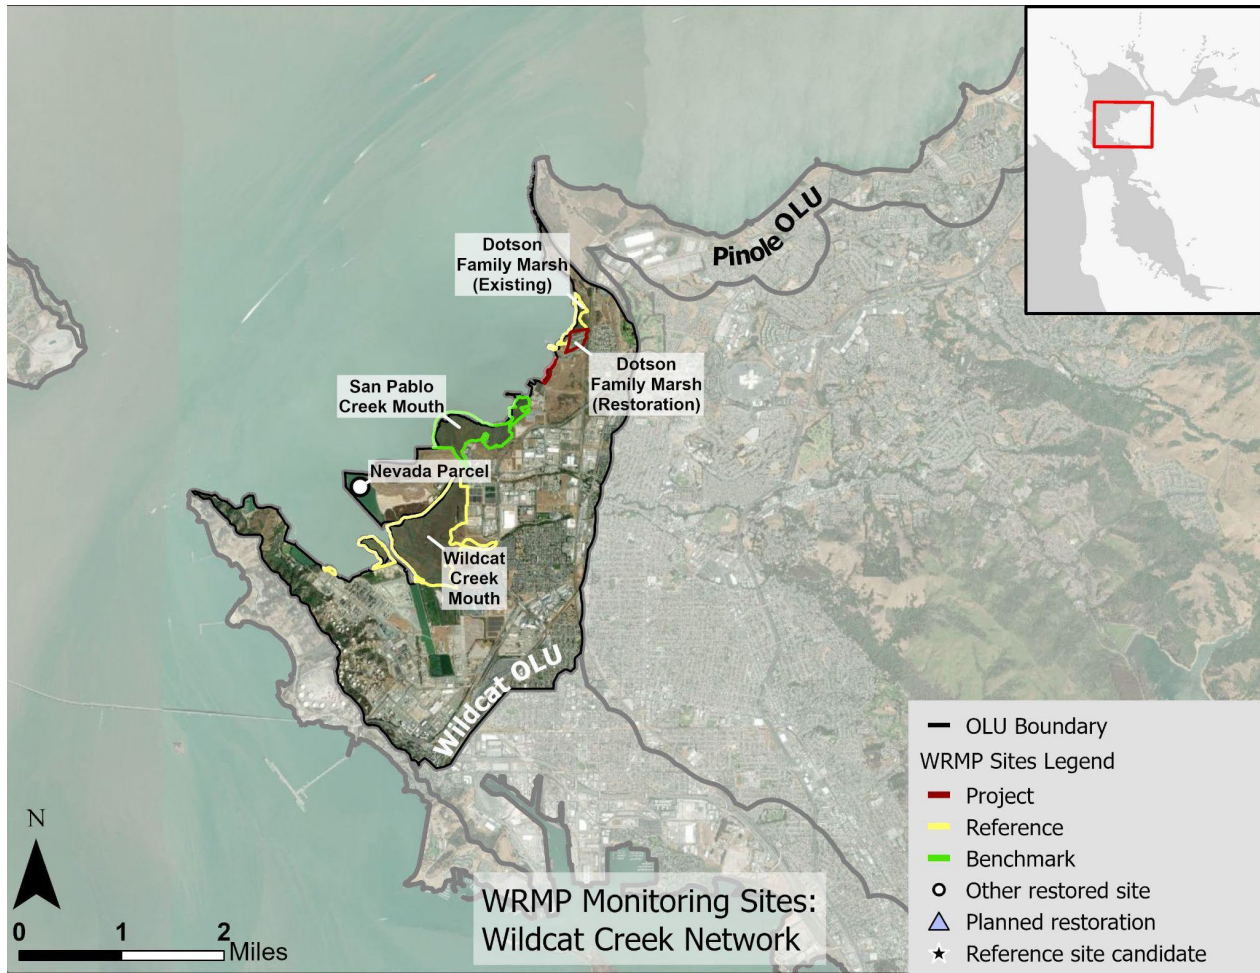 Pinole OLU
Dotson
Family Marsh
(Existing)
Dotson
Family Marsh
(Restoration)
San Pablo
Creek Mouth
Nevada Parcel
Wildcat
Creek
Mouth
Wildcat OLU
OLU Boundary
WRMP Sites Legend
Project
Reference
Benchmark
Other restored site
Planned restoration
Reference site candidate
N
0 1 2
Miles
WRMP Monitoring Sites:
Wildcat Creek Network